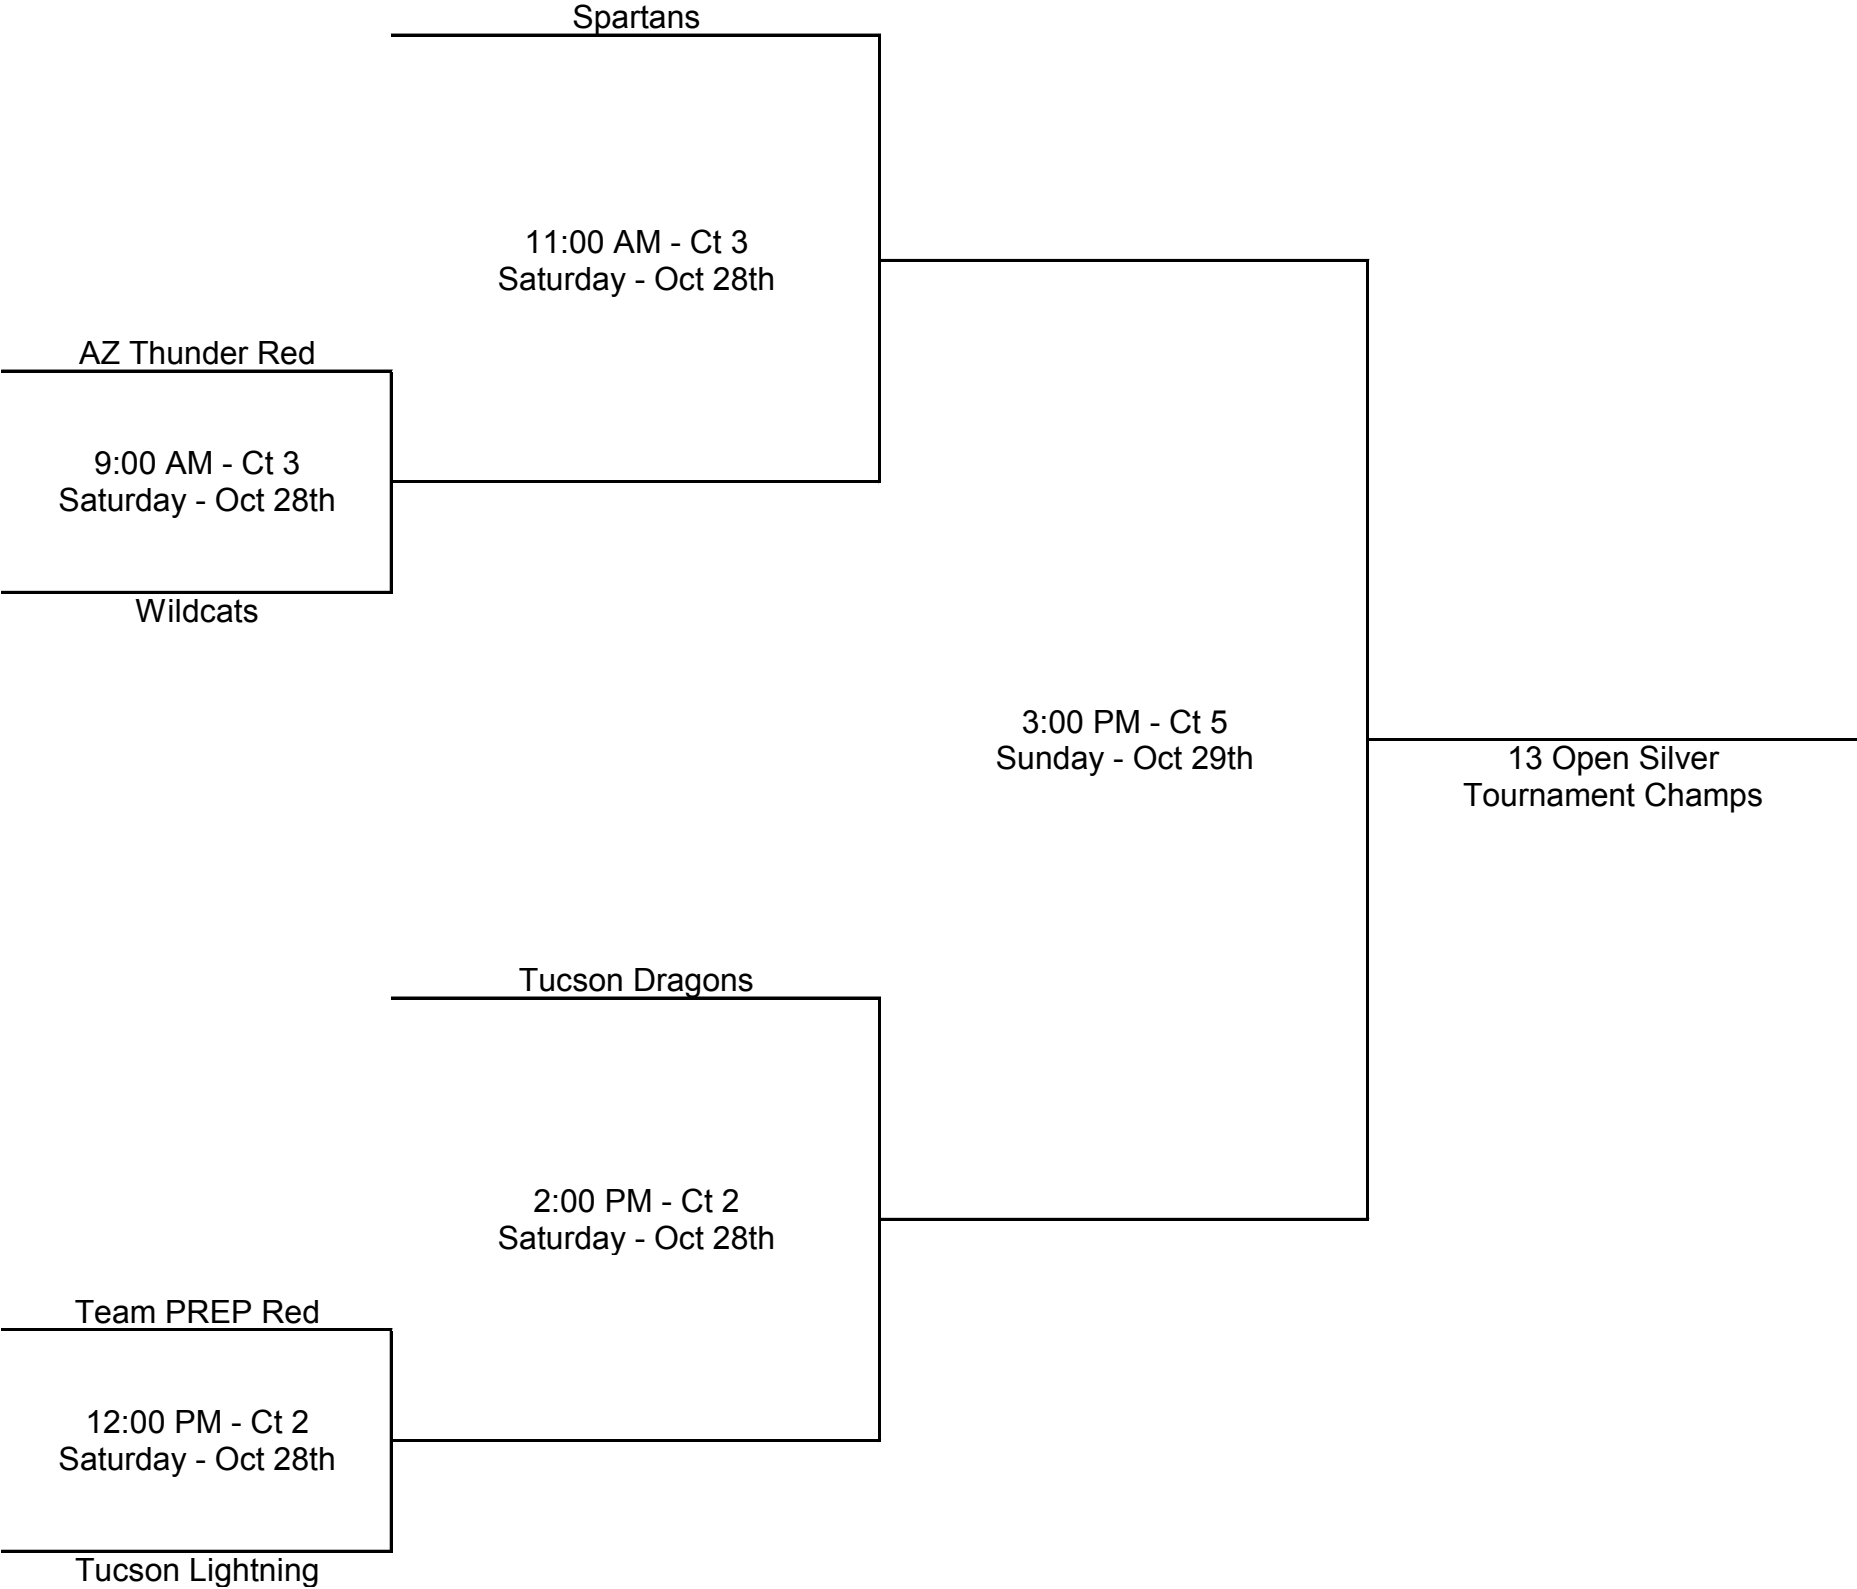 Spartans
11:00 AM - Ct 3
Saturday - Oct 28th
AZ Thunder Red
9:00 AM - Ct 3
Saturday - Oct 28th
Wildcats
3:00 PM - Ct 5
Sunday - Oct 29th
13 Open Silver
Tournament Champs
Tucson Dragons
2:00 PM - Ct 2
Saturday - Oct 28th
Team PREP Red
12:00 PM - Ct 2
Saturday - Oct 28th
Tucson Lightning